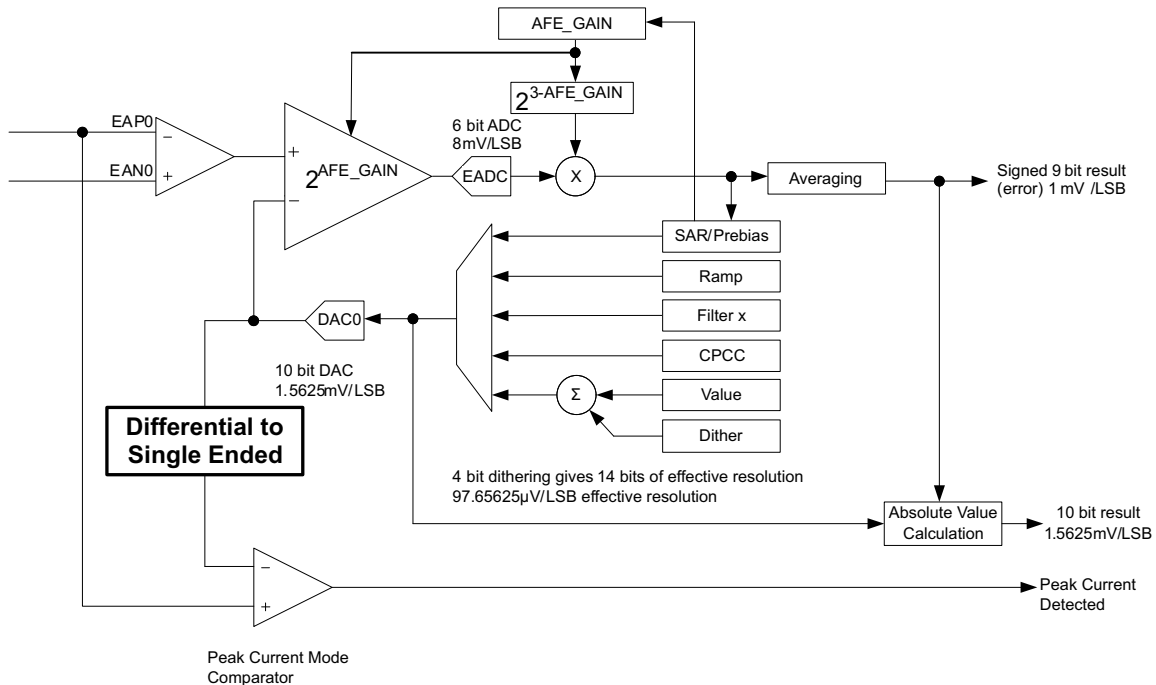 AFE_GAIN
2 3-AFE_GAIN
EAP0
EAN0
6 bit ADC
8mV/LSB
2 AFE_GAIN
EADC
X
Averaging
Signed 9 bit result
(error) 1 mV /LSB
SAR/Prebias
Ramp
Filter x
CPCC
Σ
Value
Dither
DAC0
10 bit DAC
1.5625mV/LSB
Differential to
Single Ended
4 bit dithering gives 14 bits of effective resolution
97.65625μV/LSB effective resolution
Absolute Value
Calculation
10 bit result
1.5625mV/LSB
Peak Current
Detected
Peak Current Mode
Comparator